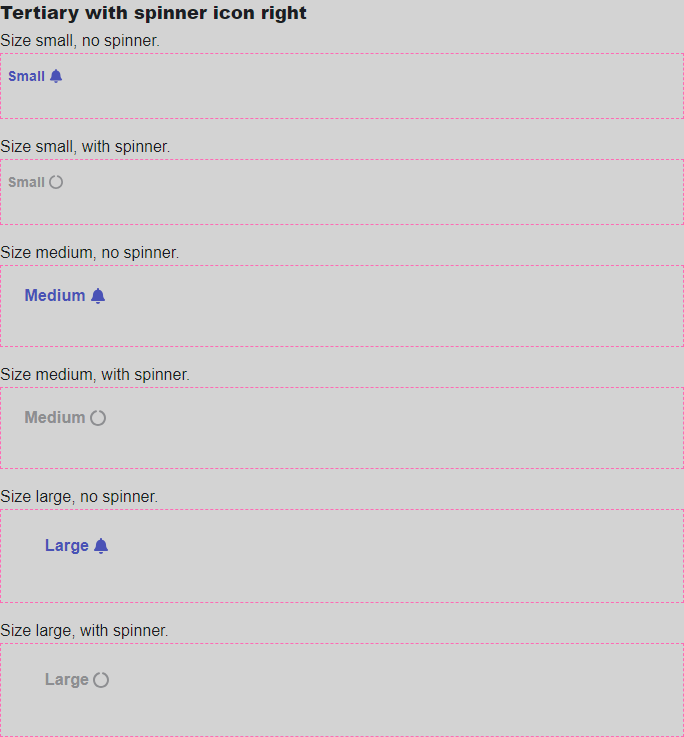 Tertiary with spinner icon right
Size small, no spinner.
Small
Size small, with spinner.
Small
Size medium, no spinner.
Medium
Size medium, with spinner.
Medium
Size large, no spinner.
Large
Size large, with spinner.
Large